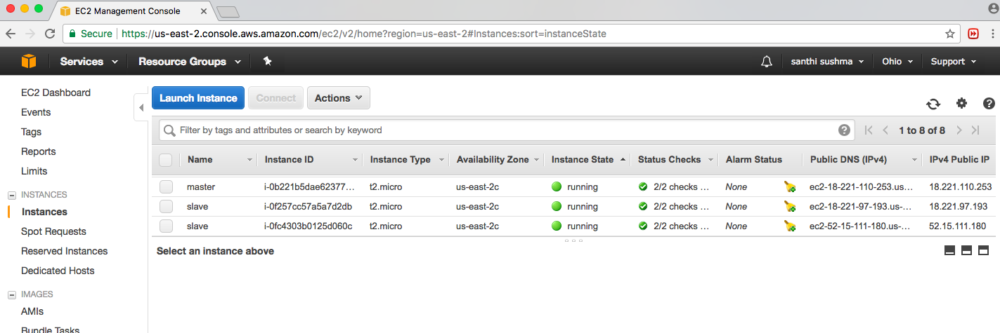 EC2 Management Console
Secure https://us-east-2.console.aws.amazon.com/ec2/v2/home?region=us-east-2#Instances:sort=instanceState
Services Resource Groups santhi sushma Ohio Support
EC2 Dashboard
Events
Tags
Reports
Limits
INSTANCES
Instances
Spot Requests
Reserved Instances
Dedicated Hosts
IMAGES
AMIs
Bundle Tasks
Launch Instance Connect Actions
Filter by tags and attributes or search by keyword 1 to 8 of 8
Name Instance ID Instance Type Availability Zone Instance State Status Checks Alarm Status Public DNS (IPv4) IPv4 Public IP
master i-0b221b5dae62377... t2.micro us-east-2c running 2/2 checks ... None ec2-18-221-110-253.us... 18.221.110.253
slave i-0f257cc57a5a7d2db t2.micro us-east-2c running 2/2 checks ... None ec2-18-221-97-193.us-... 18.221.97.193
slave i-0fc4303b0125d060c t2.micro us-east-2c running 2/2 checks ... None ec2-52-15-111-180.us-... 52.15.111.180
Select an instance above